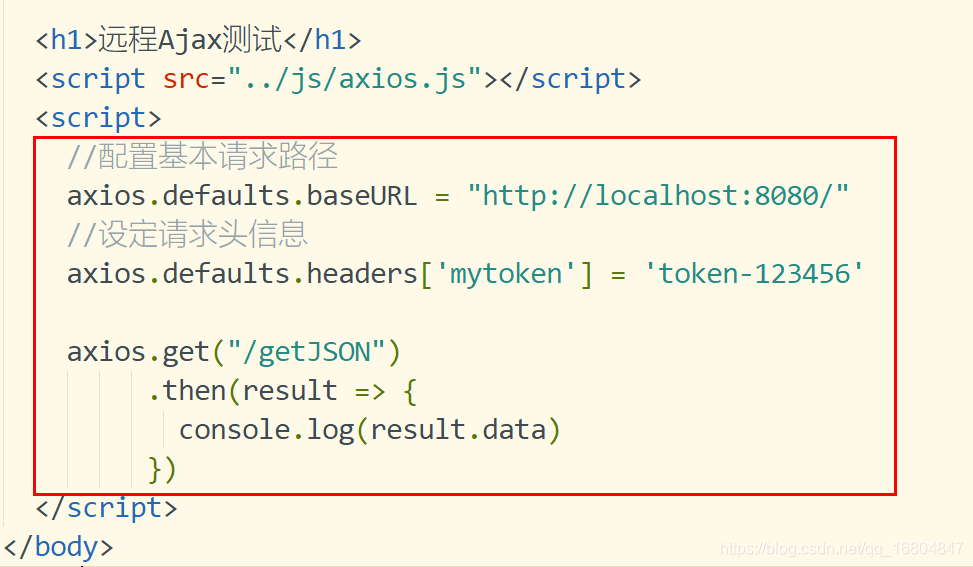 <h1>远程Ajax测试</h1>
<script src="../js/axios.js"></script>
<script>
//配置基本请求路径
axios.defaults.baseURL = "http://localhost:8080/"
//设定请求头信息
axios.defaults.headers['mytoken'] = 'token-123456'
axios.get("/getJSON")
.then(result => {
console.log(result.data)
})
</script>
</body>
https://blog.csdn.net/qq_16804847